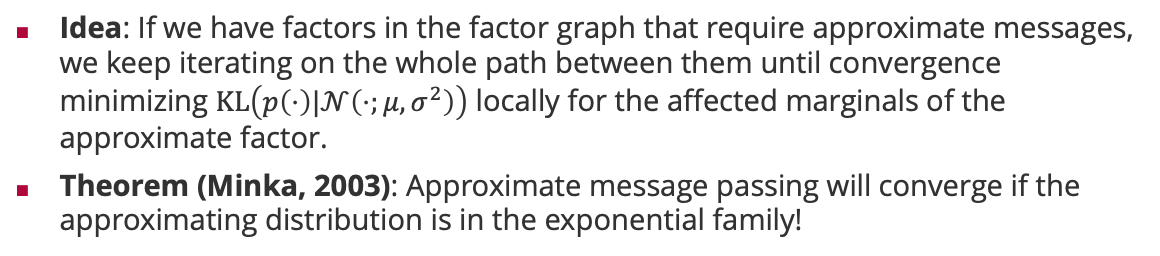 ▪ Idea: If we have factors in the factor graph that require approximate messages,
we keep iterating on the whole path between them until convergence
minimizing KL(p(·)|𝒩(·; μ, σ²)) locally for the affected marginals of the
approximate factor.
▪ Theorem (Minka, 2003): Approximate message passing will converge if the
approximating distribution is in the exponential family!